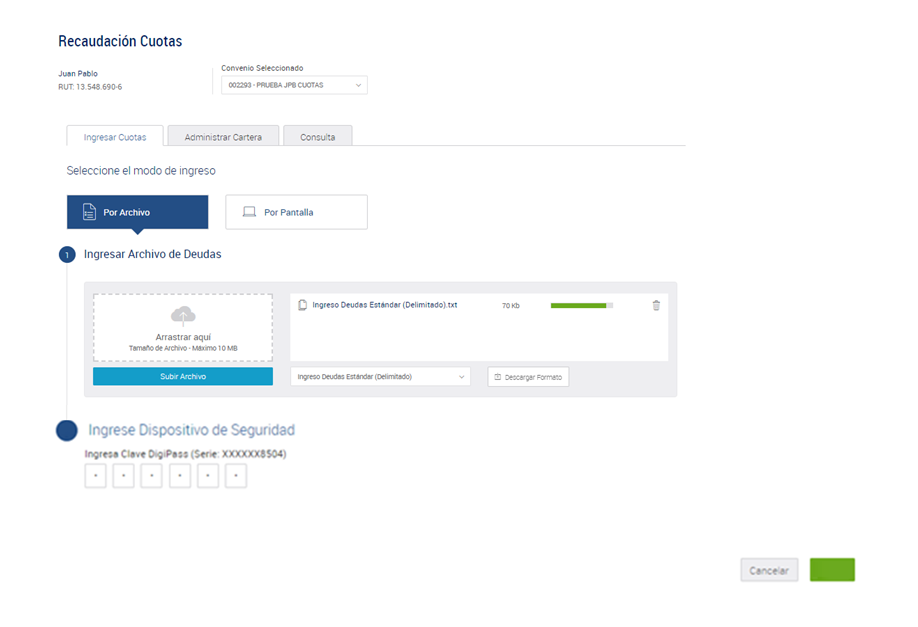 Recaudación Cuotas
Juan Pablo
RUT: 13.548.690-6
Convenio Seleccionado
002293 - PRUEBA JPB CUOTAS
Ingresar Cuotas
Administrar Cartera
Consulta
Seleccione el modo de ingreso
Por Archivo
Por Pantalla
1
Ingresar Archivo de Deudas
Arrastrar aquí
Tamaño de Archivo - Máximo 10 MB
Subir Archivo
Ingreso Deudas Estándar (Delimitado).txt
70 Kb
Ingreso Deudas Estándar (Delimitado)
Descargar Formato
Ingrese Dispositivo de Seguridad
Ingresa Clave DigiPass (Serie: XXXXXX8504)
Cancelar